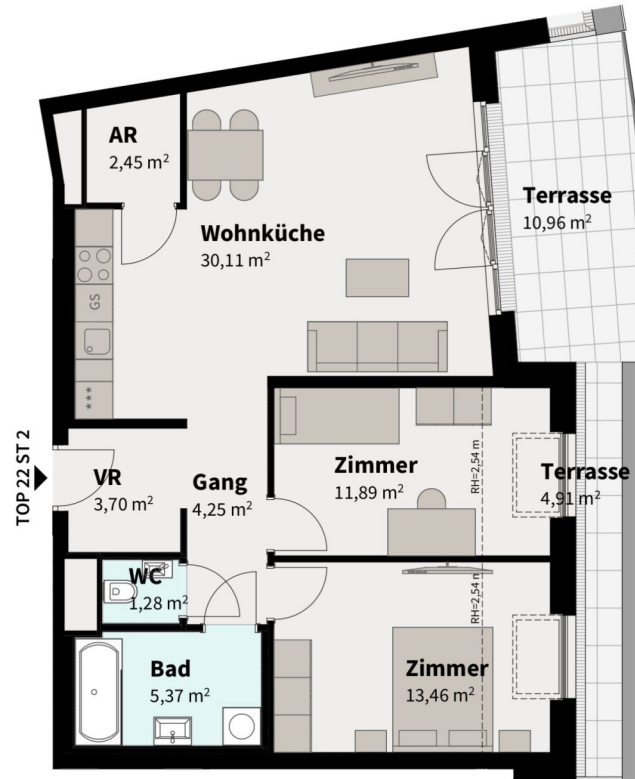 AR
2,45 m²
Wohnküche
30,11 m²
Terrasse
10,96 m²
GS
***
TOP 22 ST 2
VR
3,70 m²
Gang
4,25 m²
Zimmer
11,89 m²
RH=2,54 m
Terrasse
4,91 m²
WC
1,28 m²
RH=2,54 m
Bad
5,37 m²
Zimmer
13,46 m²